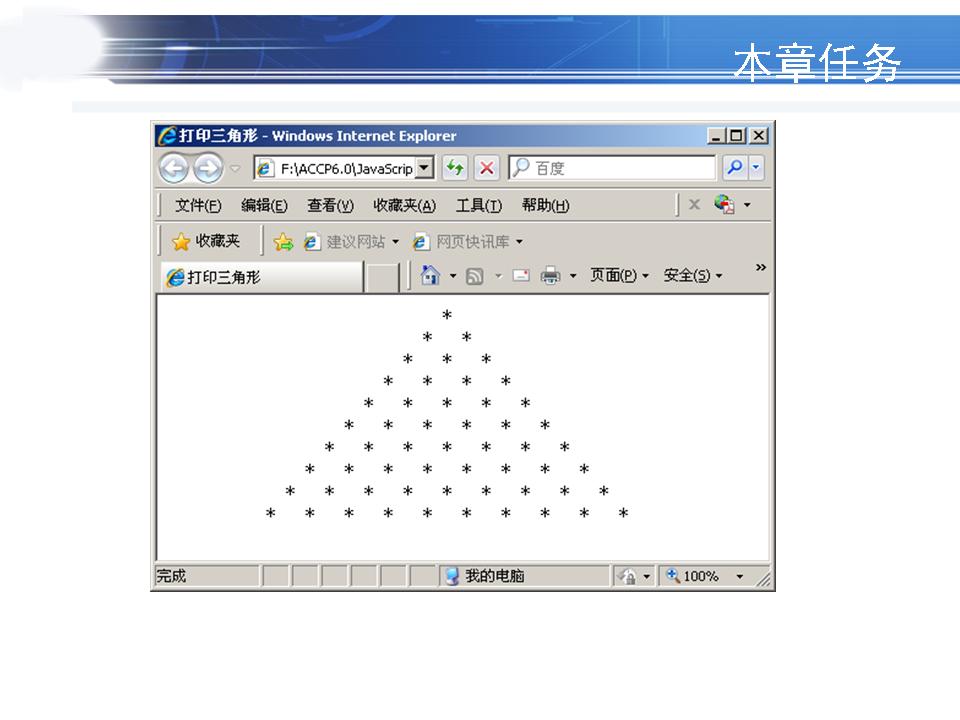 本章任务
打印三角形 - Windows Internet Explorer
F:\ACCP6.0\JavaScrip 百度
文件(F) 编辑(E) 查看(V) 收藏夹(A) 工具(T) 帮助(H)
收藏夹 建议网站 网页快讯库
打印三角形 页面(P) 安全(S) »
*
* *
* * *
* * * *
* * * * *
* * * * * *
* * * * * * *
* * * * * * * *
* * * * * * * * *
* * * * * * * * * *
完成 我的电脑 100%